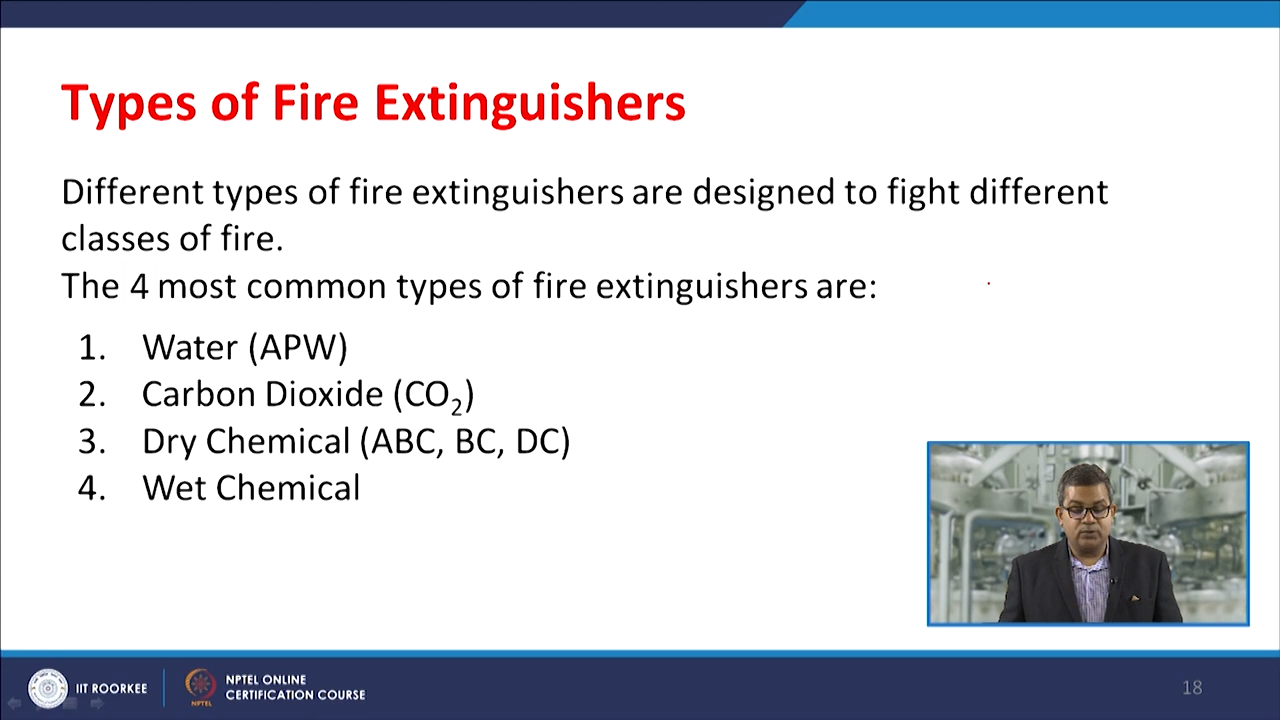 Types of Fire Extinguishers
Different types of fire extinguishers are designed to fight different
classes of fire.
The 4 most common types of fire extinguishers are:
1. Water (APW)
2. Carbon Dioxide (CO₂)
3. Dry Chemical (ABC, BC, DC)
4. Wet Chemical
IIT ROORKEE
NPTEL
NPTEL ONLINE
CERTIFICATION COURSE
18